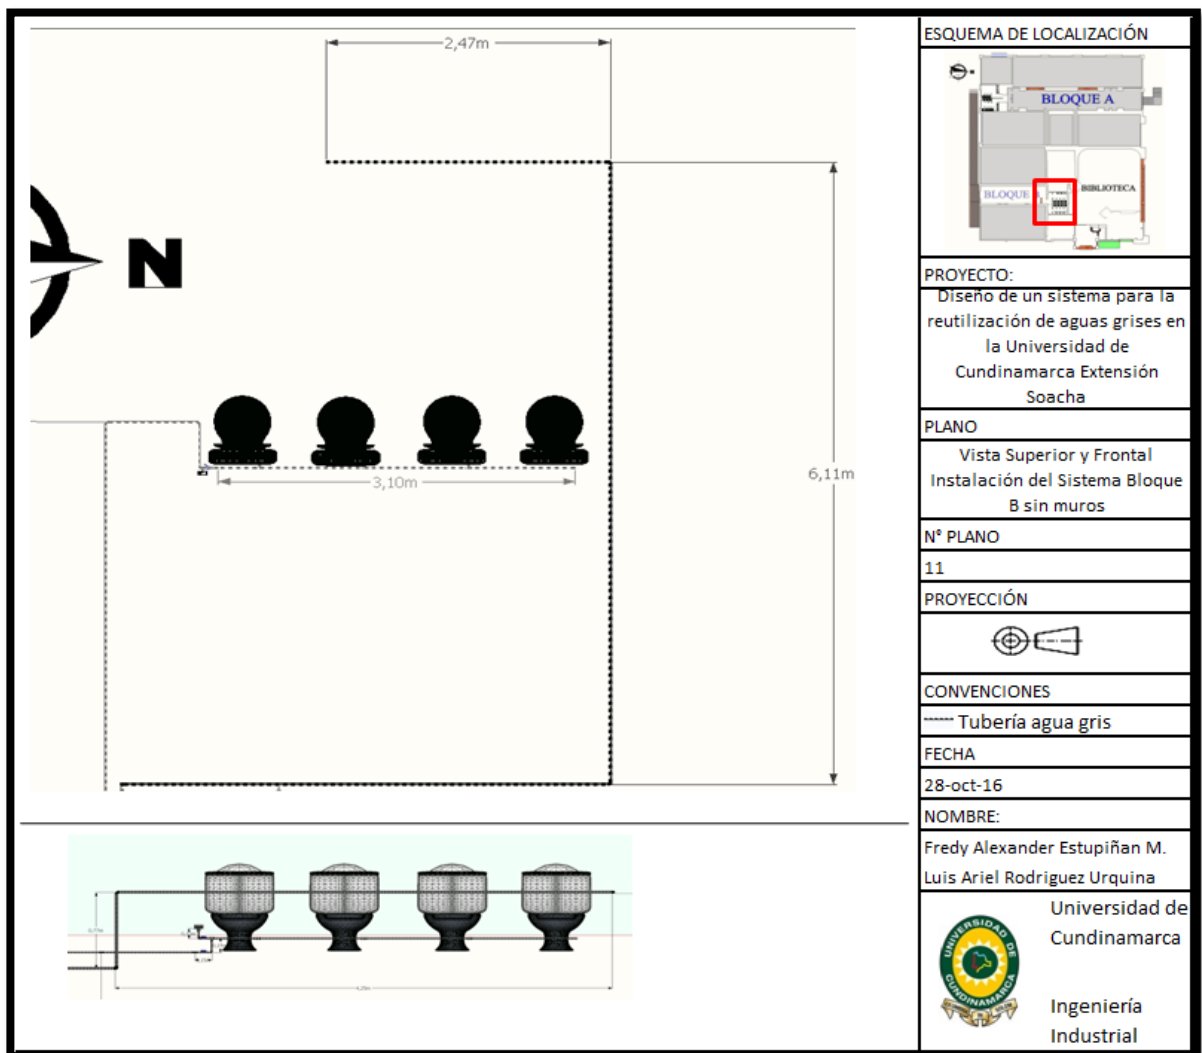 2,47m
N
3,10m
6,11m
ESQUEMA DE LOCALIZACIÓN
BLOQUE A
BLOQUE
BIBLIOTECA
PROYECTO:
Diseño de un sistema para la
reutilización de aguas grises en
la Universidad de
Cundinamarca Extensión
Soacha
PLANO
Vista Superior y Frontal
Instalación del Sistema Bloque
B sin muros
N° PLANO
11
PROYECCIÓN
CONVENCIONES
Tubería agua gris
FECHA
28-oct-16
NOMBRE:
Fredy Alexander Estupiñan M.
Luis Ariel Rodriguez Urquina
UNIVERSIDAD DE
CUNDINAMARCA
Universidad de
Cundinamarca
Ingeniería
Industrial